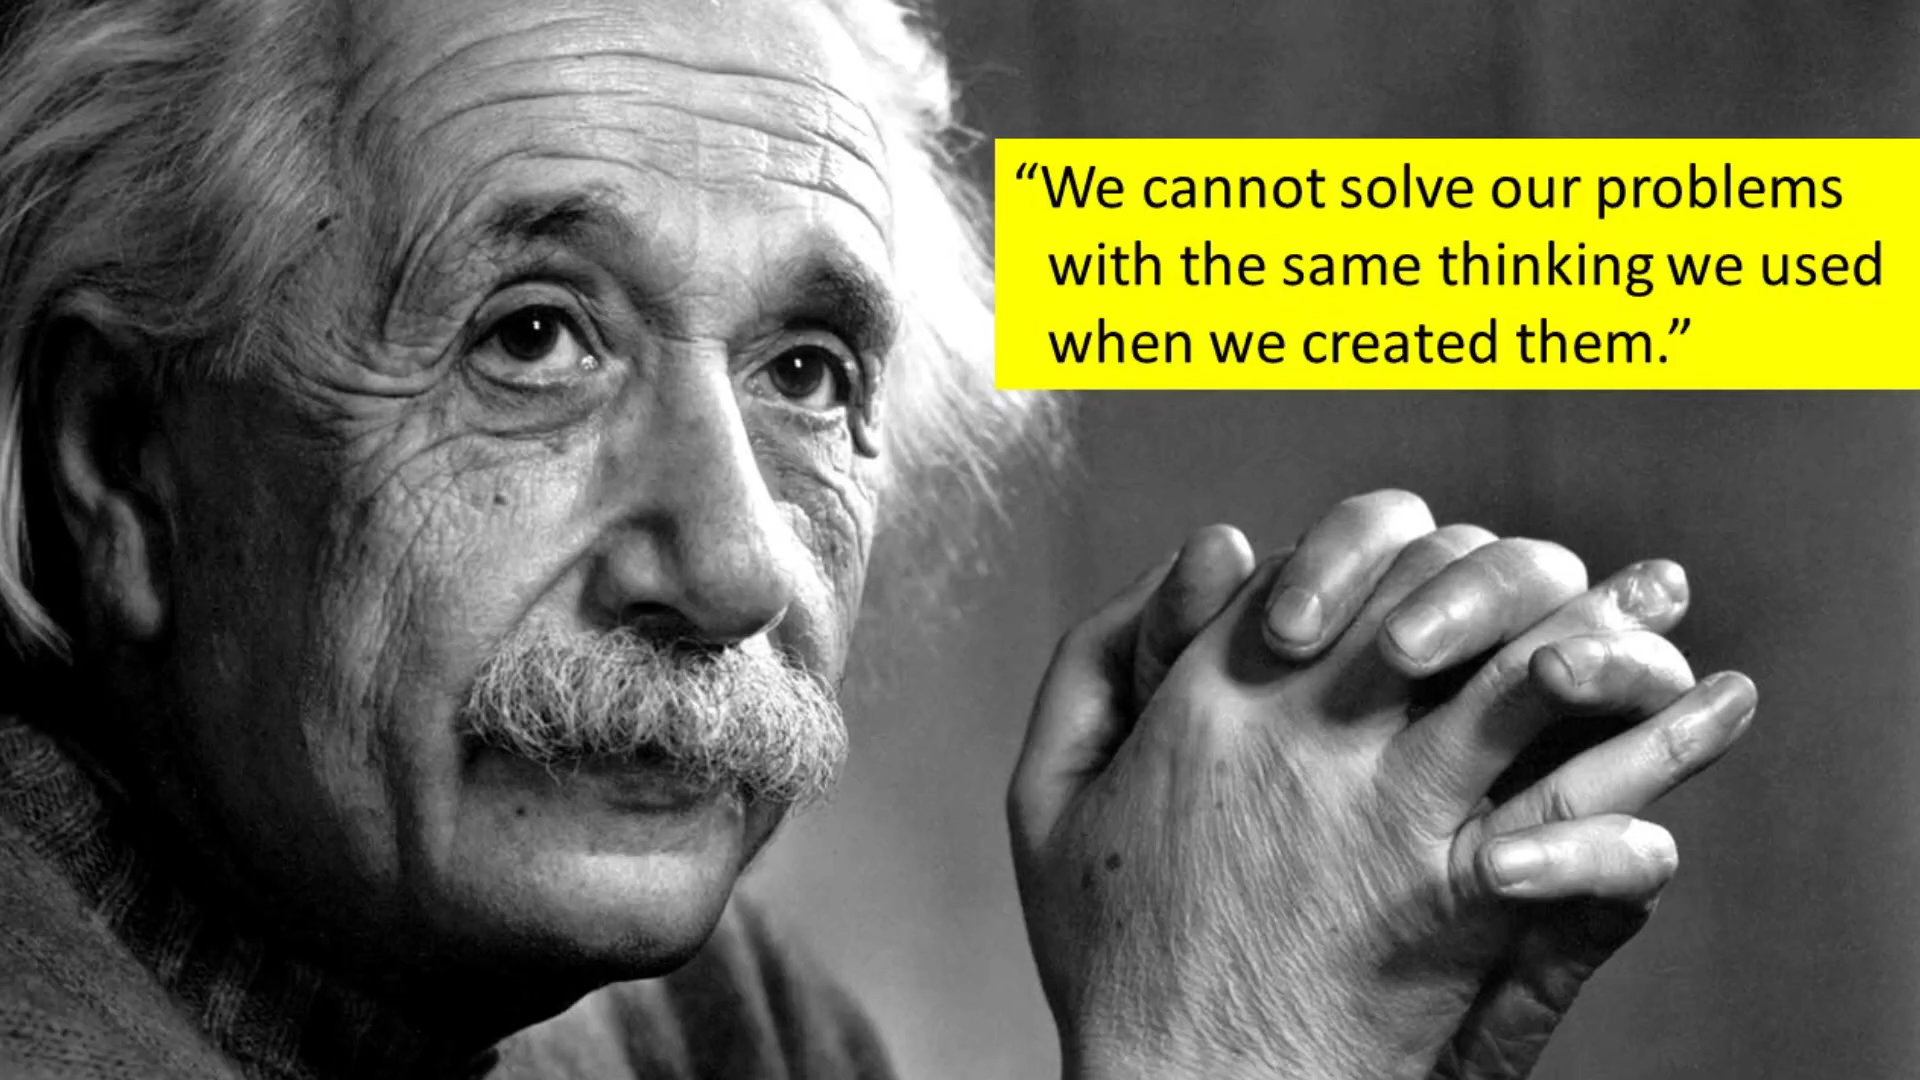 “We cannot solve our problems
with the same thinking we used
when we created them.”